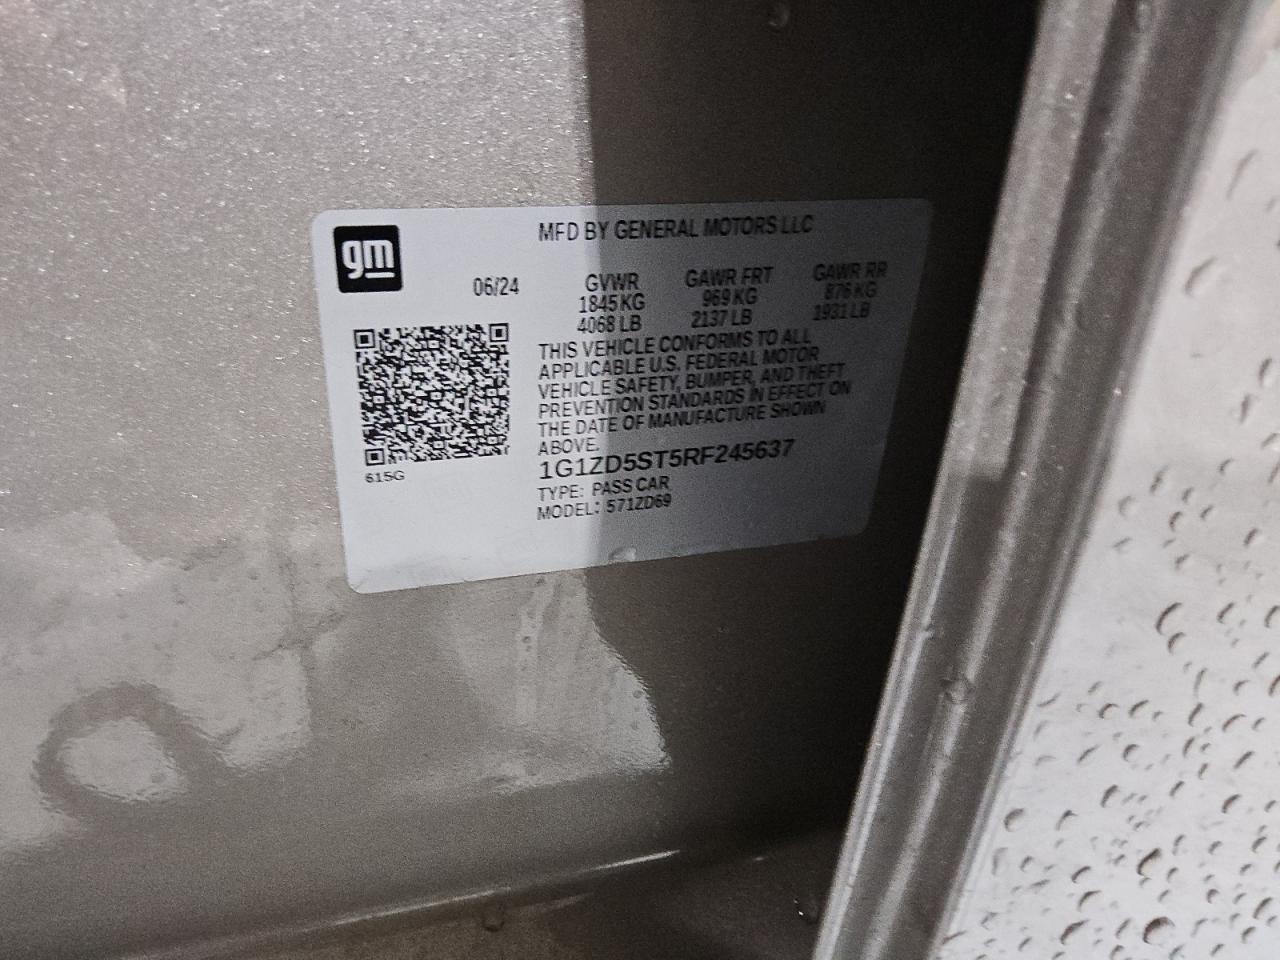 gm
MFD BY GENERAL MOTORS LLC
06/24 GVWR GAWR FRT GAWR RR
1845 KG 969 KG 876 KG
4068 LB 2137 LB 1931 LB
THIS VEHICLE CONFORMS TO ALL
APPLICABLE U.S. FEDERAL MOTOR
VEHICLE SAFETY, BUMPER, AND THEFT
PREVENTION STANDARDS IN EFFECT ON
THE DATE OF MANUFACTURE SHOWN
ABOVE.
1G1ZD5ST5RF245637
TYPE: PASS CAR
MODEL: 571ZD69
615G